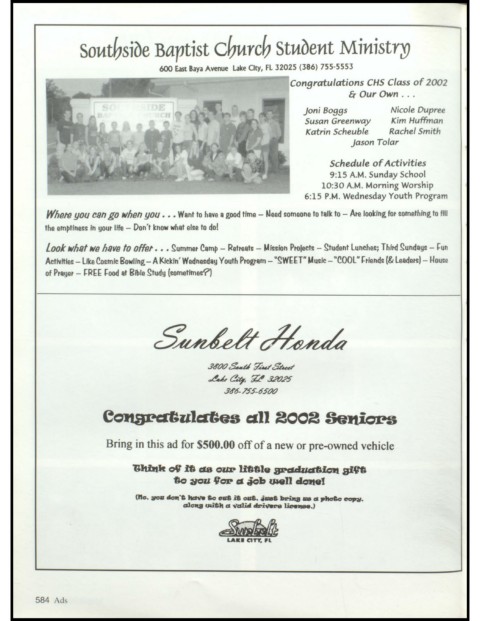 Southside Baptist Church Student Ministry
600 East Baya Avenue Lake City, FL 32025 (386) 755-5553
SOUTHSIDE
BAPTIST CHURCH
Congratulations CHS Class of 2002
& Our Own . . .
Joni Boggs Nicole Dupree
Susan Greenway Kim Huffman
Katrin Scheuble Rachel Smith
Jason Tolar
Schedule of Activities
9:15 A.M. Sunday School
10:30 A.M. Morning Worship
6:15 P.M. Wednesday Youth Program
Where you can go when you . . . Want to have a good time – Need someone to talk to – Are looking for something to fill
the emptiness in your life – Don't know what else to do!
Look what we have to offer . . . Summer Camp – Retreats – Mission Projects – Student Lunches; Third Sundays – Fun
Activities – Like Cosmic Bowling – A Kickin' Wednesday Youth Program – "SWEET" Music – "COOL" Friends (& Leaders) – House
of Prayer – FREE Food at Bible Study (sometimes?)
Sunbelt Honda
3800 South First Street
Lake City, FL 32025
386-755-6500
Congratulates all 2002 Seniors
Bring in this ad for $500.00 off of a new or pre-owned vehicle
Think of it as our little graduation gift
to you for a job well done!
(No, you don't have to cut it out, just bring us a photo copy,
along with a valid drivers license.)
Sunbelt
LAKE CITY, FL
584 Ads